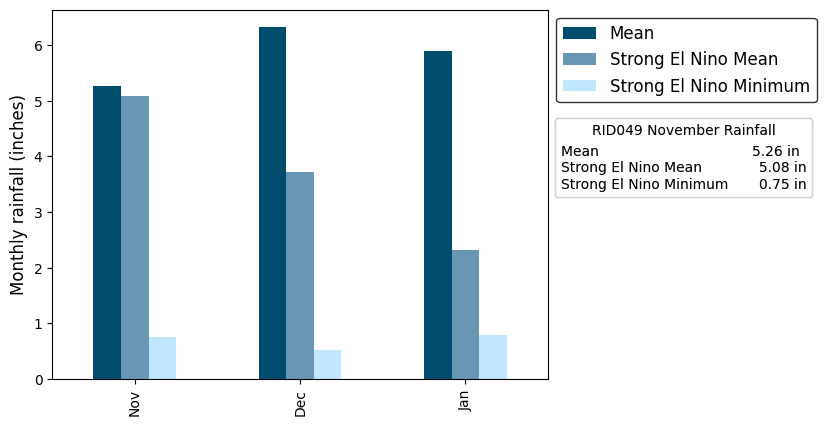 Monthly rainfall (inches)
6
5
4
3
2
1
0
Nov
Dec
Jan
Mean
Strong El Nino Mean
Strong El Nino Minimum
RID049 November Rainfall
Mean 5.26 in
Strong El Nino Mean 5.08 in
Strong El Nino Minimum 0.75 in